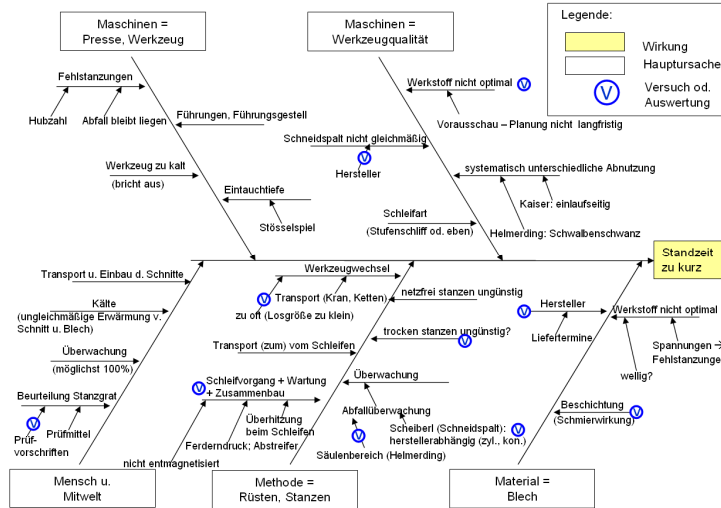 Maschinen =
Presse, Werkzeug
Maschinen =
Werkzeugqualität
Legende:
Wirkung
Hauptursache
V
Versuch od.
Auswertung
Fehlstanzungen
Hubzahl
Abfall bleibt liegen
Führungen, Führungsgestell
Werkzeug zu kalt
(bricht aus)
Eintauchtiefe
Stösselspiel
Werkstoff nicht optimal
V
Vorausschau – Planung nicht langfristig
Schneidspalt nicht gleichmäßig
V
Hersteller
systematisch unterschiedliche Abnutzung
Kaiser: einlaufseitig
Helmerding: Schwalbenschwanz
Schleifart
(Stufenschliff od. eben)
Standzeit
zu kurz
Transport u. Einbau d. Schnitte
Kälte
(ungleichmäßige Erwärmung v.
Schnitt u. Blech)
Überwachung
(möglichst 100%)
Beurteilung Stanzgrat
V
Prüfmittel
Prüf-
vorschriften
Werkzeugwechsel
V
Transport (Kran, Ketten)
zu oft (Losgröße zu klein)
netzfrei stanzen ungünstig
trocken stanzen ungünstig?
V
Transport (zum) vom Schleifen
Überwachung
V
Schleifvorgang + Wartung
+ Zusammenbau
Überhitzung
beim Schleifen
Ferderndruck; Abstreifer
nicht entmagnetisiert
Abfallüberwachung
V
Säulenbereich (Helmerding)
Scheiberl (Schneidspalt):
herstellerabhängig (zyl., kon.)
V
V
Hersteller
Liefertermine
Werkstoff nicht optimal
Spannungen →
Fehlstanzungen
wellig?
Beschichtung
V
(Schmierwirkung)
Mensch u.
Mitwelt
Methode =
Rüsten, Stanzen
Material =
Blech